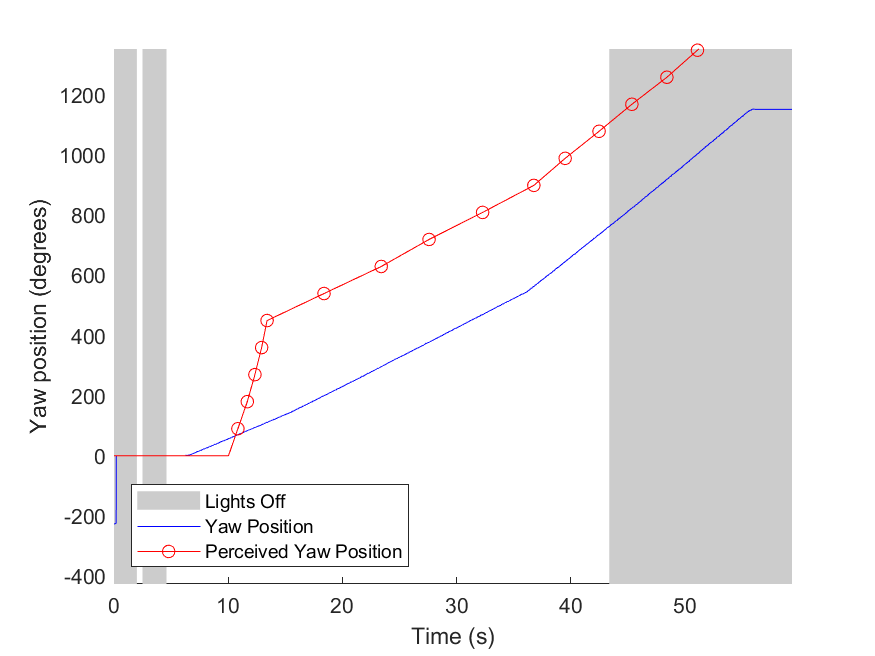 1200
1000
800
600
400
200
0
-200
-400
Yaw position (degrees)
Lights Off
Yaw Position
Perceived Yaw Position
0 10 20 30 40 50
Time (s)